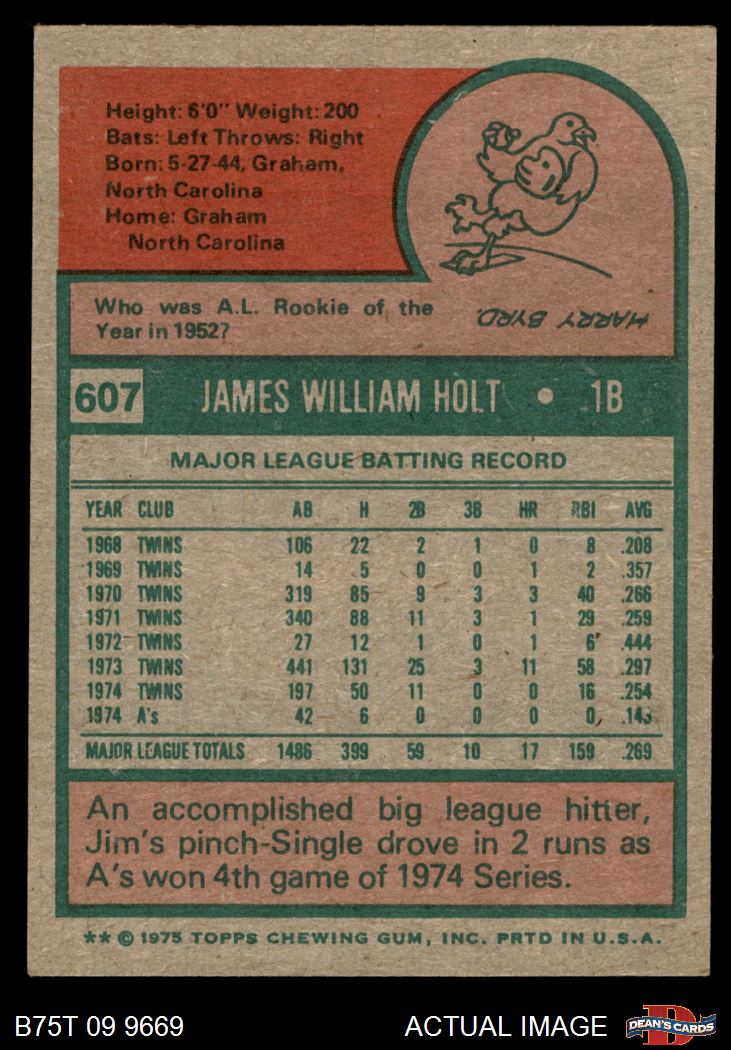 Height: 6'0" Weight: 200
Bats: Left Throws: Right
Born: 5-27-44, Graham,
North Carolina
Home: Graham
North Carolina
Who was A.L. Rookie of the
Year in 1952?
HARRY BYRD.
607 JAMES WILLIAM HOLT • 1B
MAJOR LEAGUE BATTING RECORD
YEAR CLUB AB H 2B 3B HR RBI AVG
1968 TWINS 106 22 2 1 0 8 .208
1969 TWINS 14 5 0 0 1 2 .357
1970 TWINS 319 85 9 3 3 40 .266
1971 TWINS 340 88 11 3 1 29 .259
1972 TWINS 27 12 1 0 1 6 .444
1973 TWINS 441 131 25 3 11 58 .297
1974 TWINS 197 50 11 0 0 16 .254
1974 A's 42 6 0 0 0 0 .143
MAJOR LEAGUE TOTALS 1486 399 59 10 17 159 .269
An accomplished big league hitter,
Jim's pinch-Single drove in 2 runs as
A's won 4th game of 1974 Series.
** © 1975 TOPPS CHEWING GUM, INC. PRTD IN U.S.A.
B75T 09 9669 ACTUAL IMAGE DEAN'S CARDS